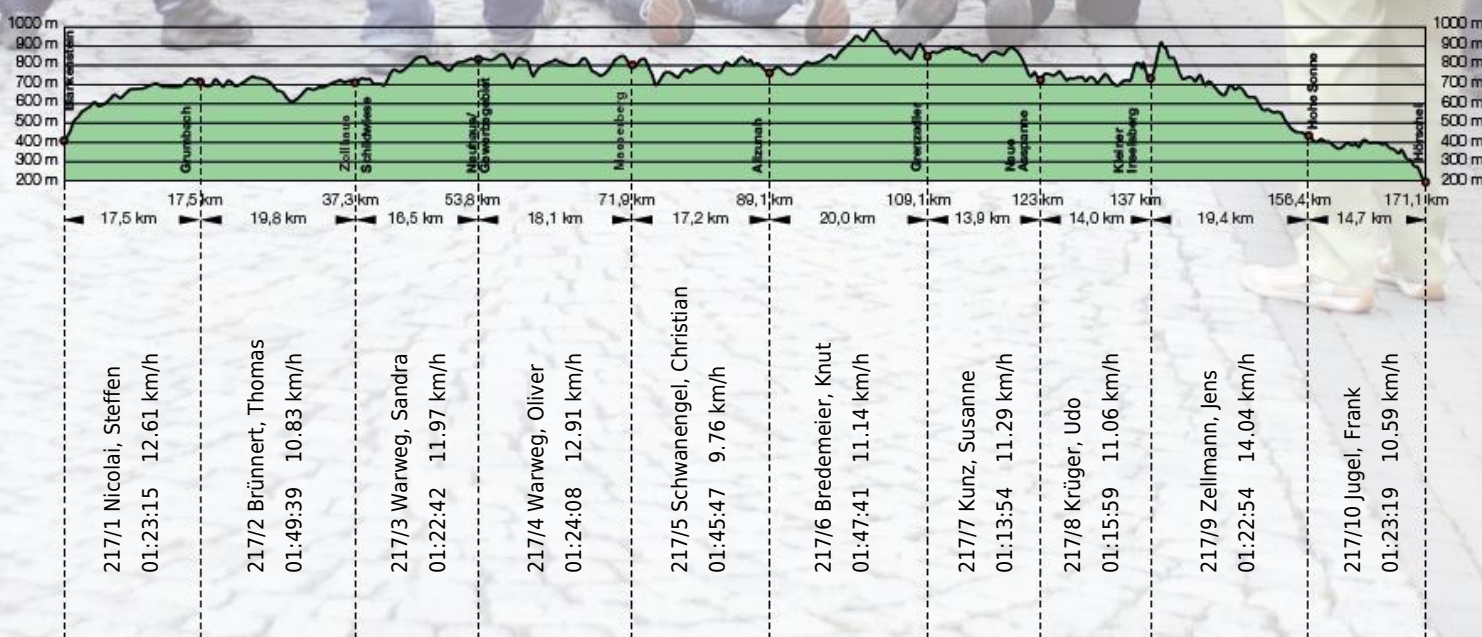 1000 m
900 m
800 m
700 m
600 m
500 m
400 m
300 m
200 m
1000 m
900 m
800 m
700 m
600 m
500 m
400 m
300 m
200 m
Blankenstein
Grumbach
Zollhaus
Schildwiese
Neuhaus/
Masserberg
Allzunah
Grenzadler
Neue
Ausspanne
Kleiner
Inselsberg
Hohe Sonne
Hörschel
17,5 km
37,3 km
53,8 km
71,9 km
89,1 km
109,1 km
123 km
137 km
156,4 km
171,1 km
17,5 km
19,8 km
16,5 km
18,1 km
17,2 km
20,0 km
13,9 km
14,0 km
19,4 km
14,7 km
217/1 Nicolai, Steffen
01:23:15 12.61 km/h
217/2 Brünnert, Thomas
01:49:39 10.83 km/h
217/3 Warweg, Sandra
01:22:42 11.97 km/h
217/4 Warweg, Oliver
01:24:08 12.91 km/h
217/5 Schwanengel, Christian
01:45:47 9.76 km/h
217/6 Bredemeier, Knut
01:47:41 11.14 km/h
217/7 Kunz, Susanne
01:13:54 11.29 km/h
217/8 Krüger, Udo
01:15:59 11.06 km/h
217/9 Zellmann, Jens
01:22:54 14.04 km/h
217/10 Jugel, Frank
01:23:19 10.59 km/h